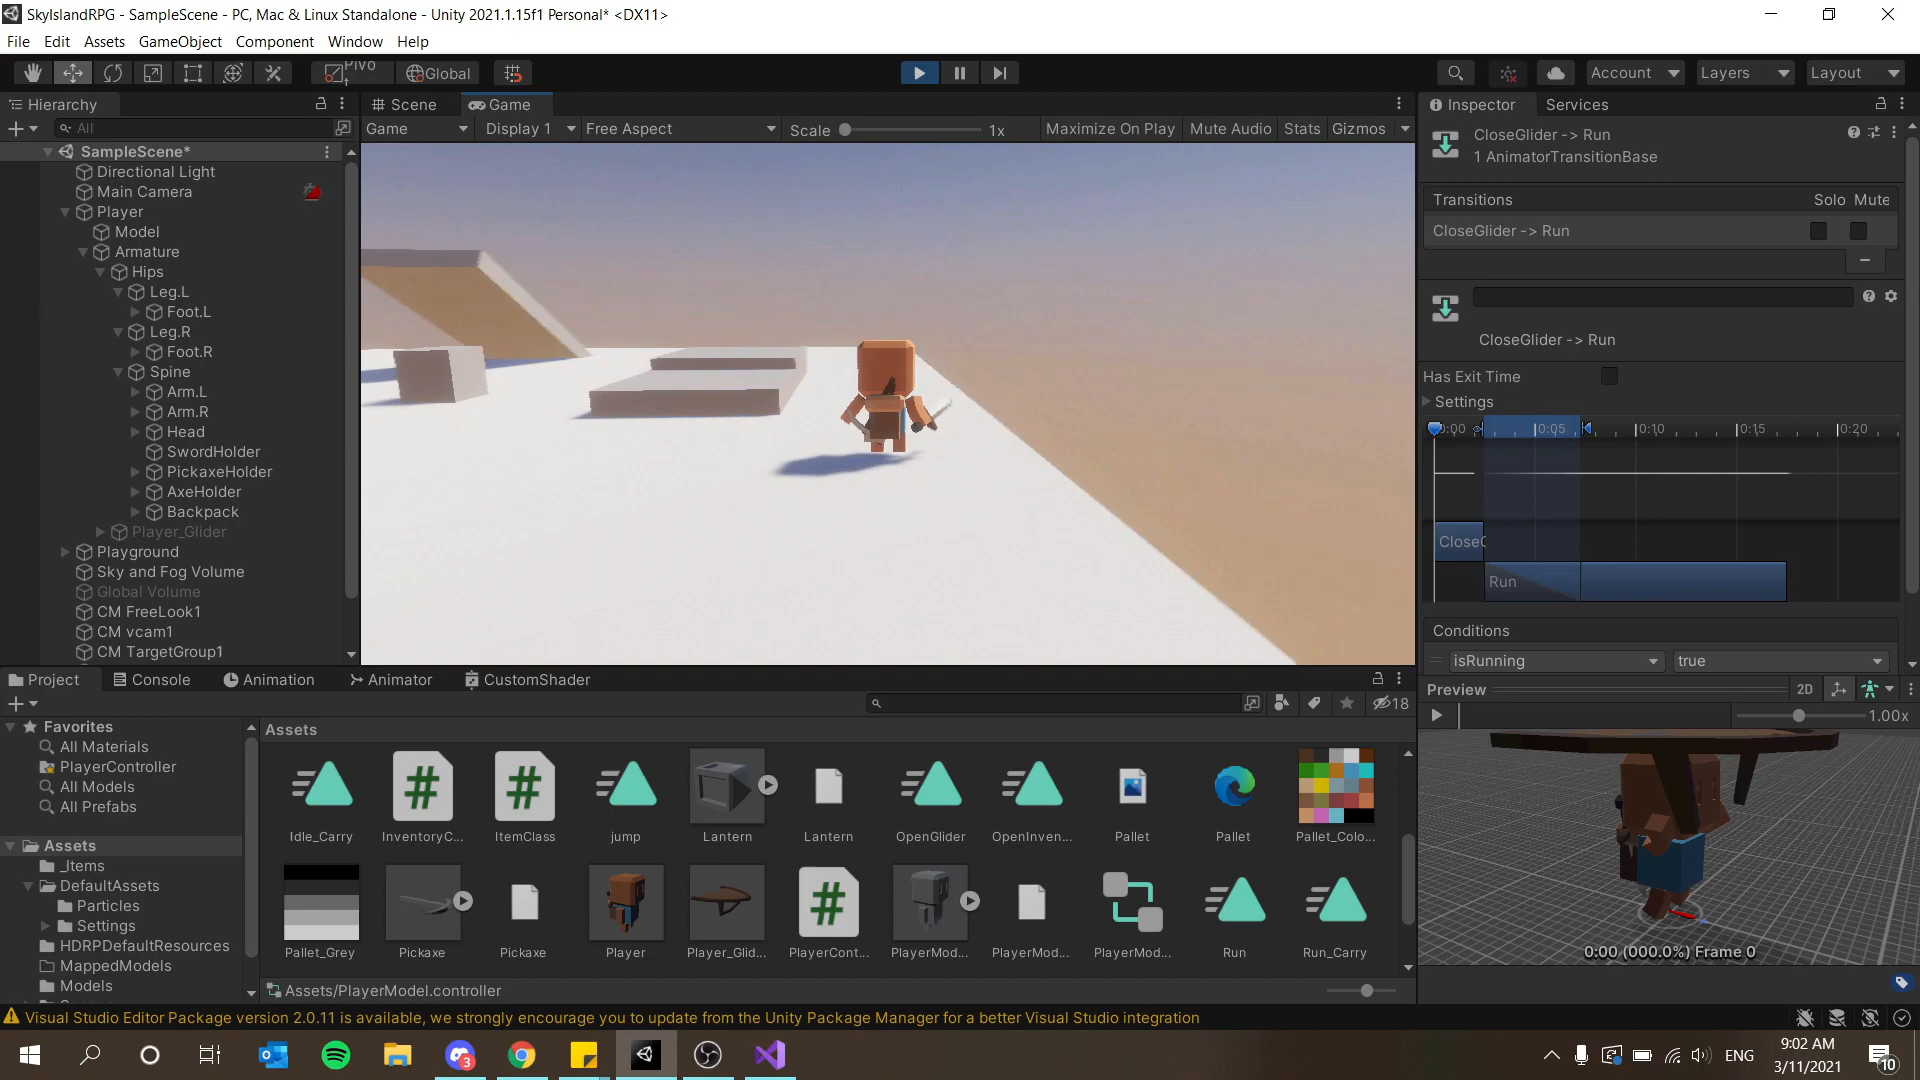 SkyIslandRPG - SampleScene - PC, Mac & Linux Standalone - Unity 2021.1.15f1 Personal* <DX11>
File Edit Assets GameObject Component Window Help
Pivot Global Account Layers Layout
Hierarchy Scene Game Inspector Services
All Game Display 1 Free Aspect Scale 1x Maximize On Play Mute Audio Stats Gizmos
SampleScene*
Directional Light
Main Camera
Player
Model
Armature
Hips
Leg.L
Foot.L
Leg.R
Foot.R
Spine
Arm.L
Arm.R
Head
SwordHolder
PickaxeHolder
AxeHolder
Backpack
Player_Glider
Playground
Sky and Fog Volume
Global Volume
CM FreeLook1
CM vcam1
CM TargetGroup1
CloseGlider -> Run
1 AnimatorTransitionBase
Transitions Solo Mute
CloseGlider -> Run
CloseGlider -> Run
Has Exit Time
Settings
0:00 0:05 0:10 0:15 0:20
CloseG
Run
Conditions
isRunning true
Preview 2D
1.00x
0:00 (000.0%) Frame 0
Project Console Animation Animator CustomShader
18
Favorites
All Materials
PlayerController
All Models
All Prefabs
Assets
_Items
DefaultAssets
Particles
Settings
HDRPDefaultResources
MappedModels
Models
Assets
Idle_Carry InventoryC... ItemClass jump Lantern Lantern OpenGlider OpenInven... Pallet Pallet Pallet_Colo...
Pallet_Grey Pickaxe Pickaxe Player Player_Glid... PlayerCont... PlayerMod... PlayerMod... PlayerMod... Run Run_Carry
Assets/PlayerModel.controller
Visual Studio Editor Package version 2.0.11 is available, we strongly encourage you to update from the Unity Package Manager for a better Visual Studio integration
3
ENG
9:02 AM
3/11/2021
10